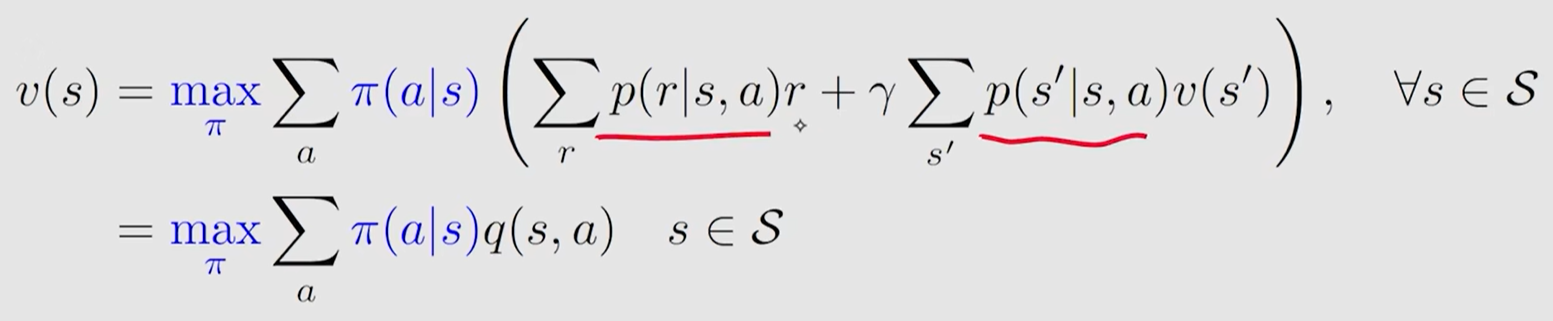 v(s) = max_π ∑_a π(a|s) ( ∑_r p(r|s, a)r + γ ∑_{s′} p(s′|s, a)v(s′) ) , ∀s ∈ 𝒮
= max_π ∑_a π(a|s)q(s, a) s ∈ 𝒮